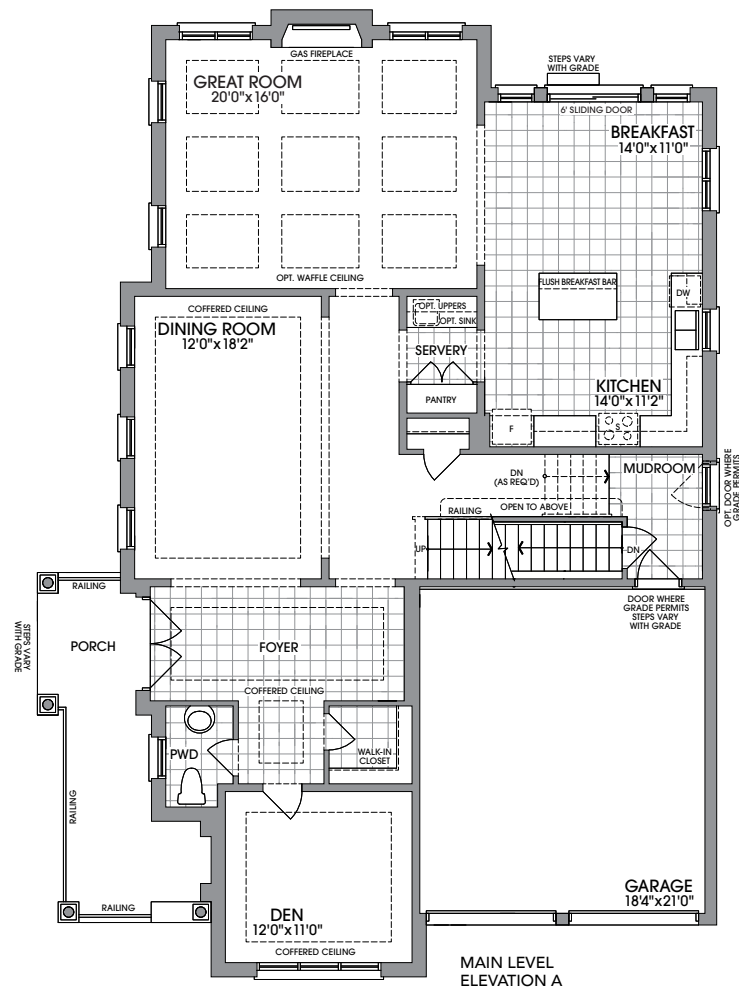 GAS FIREPLACE
GREAT ROOM
20'0"x16'0"
OPT. WAFFLE CEILING
STEPS VARY
WITH GRADE
6' SLIDING DOOR
BREAKFAST
14'0"x11'0"
FLUSH BREAKFAST BAR
DW
COFFERED CEILING
DINING ROOM
12'0"x18'2"
OPT. UPPERS
OPT. SINK
SERVERY
PANTRY
KITCHEN
14'0"x11'2"
F
S
DN
(AS REQ'D)
MUDROOM
OPT. DOOR WHERE
GRADE PERMITS
OPEN TO ABOVE
RAILING
UP
DN
DOOR WHERE
GRADE PERMITS
STEPS VARY
WITH GRADE
RAILING
STEPS VARY
WITH GRADE
PORCH
FOYER
COFFERED CEILING
PWD
WALK-IN
CLOSET
RAILING
RAILING
DEN
12'0"x11'0"
COFFERED CEILING
GARAGE
18'4"x21'0"
MAIN LEVEL
ELEVATION A